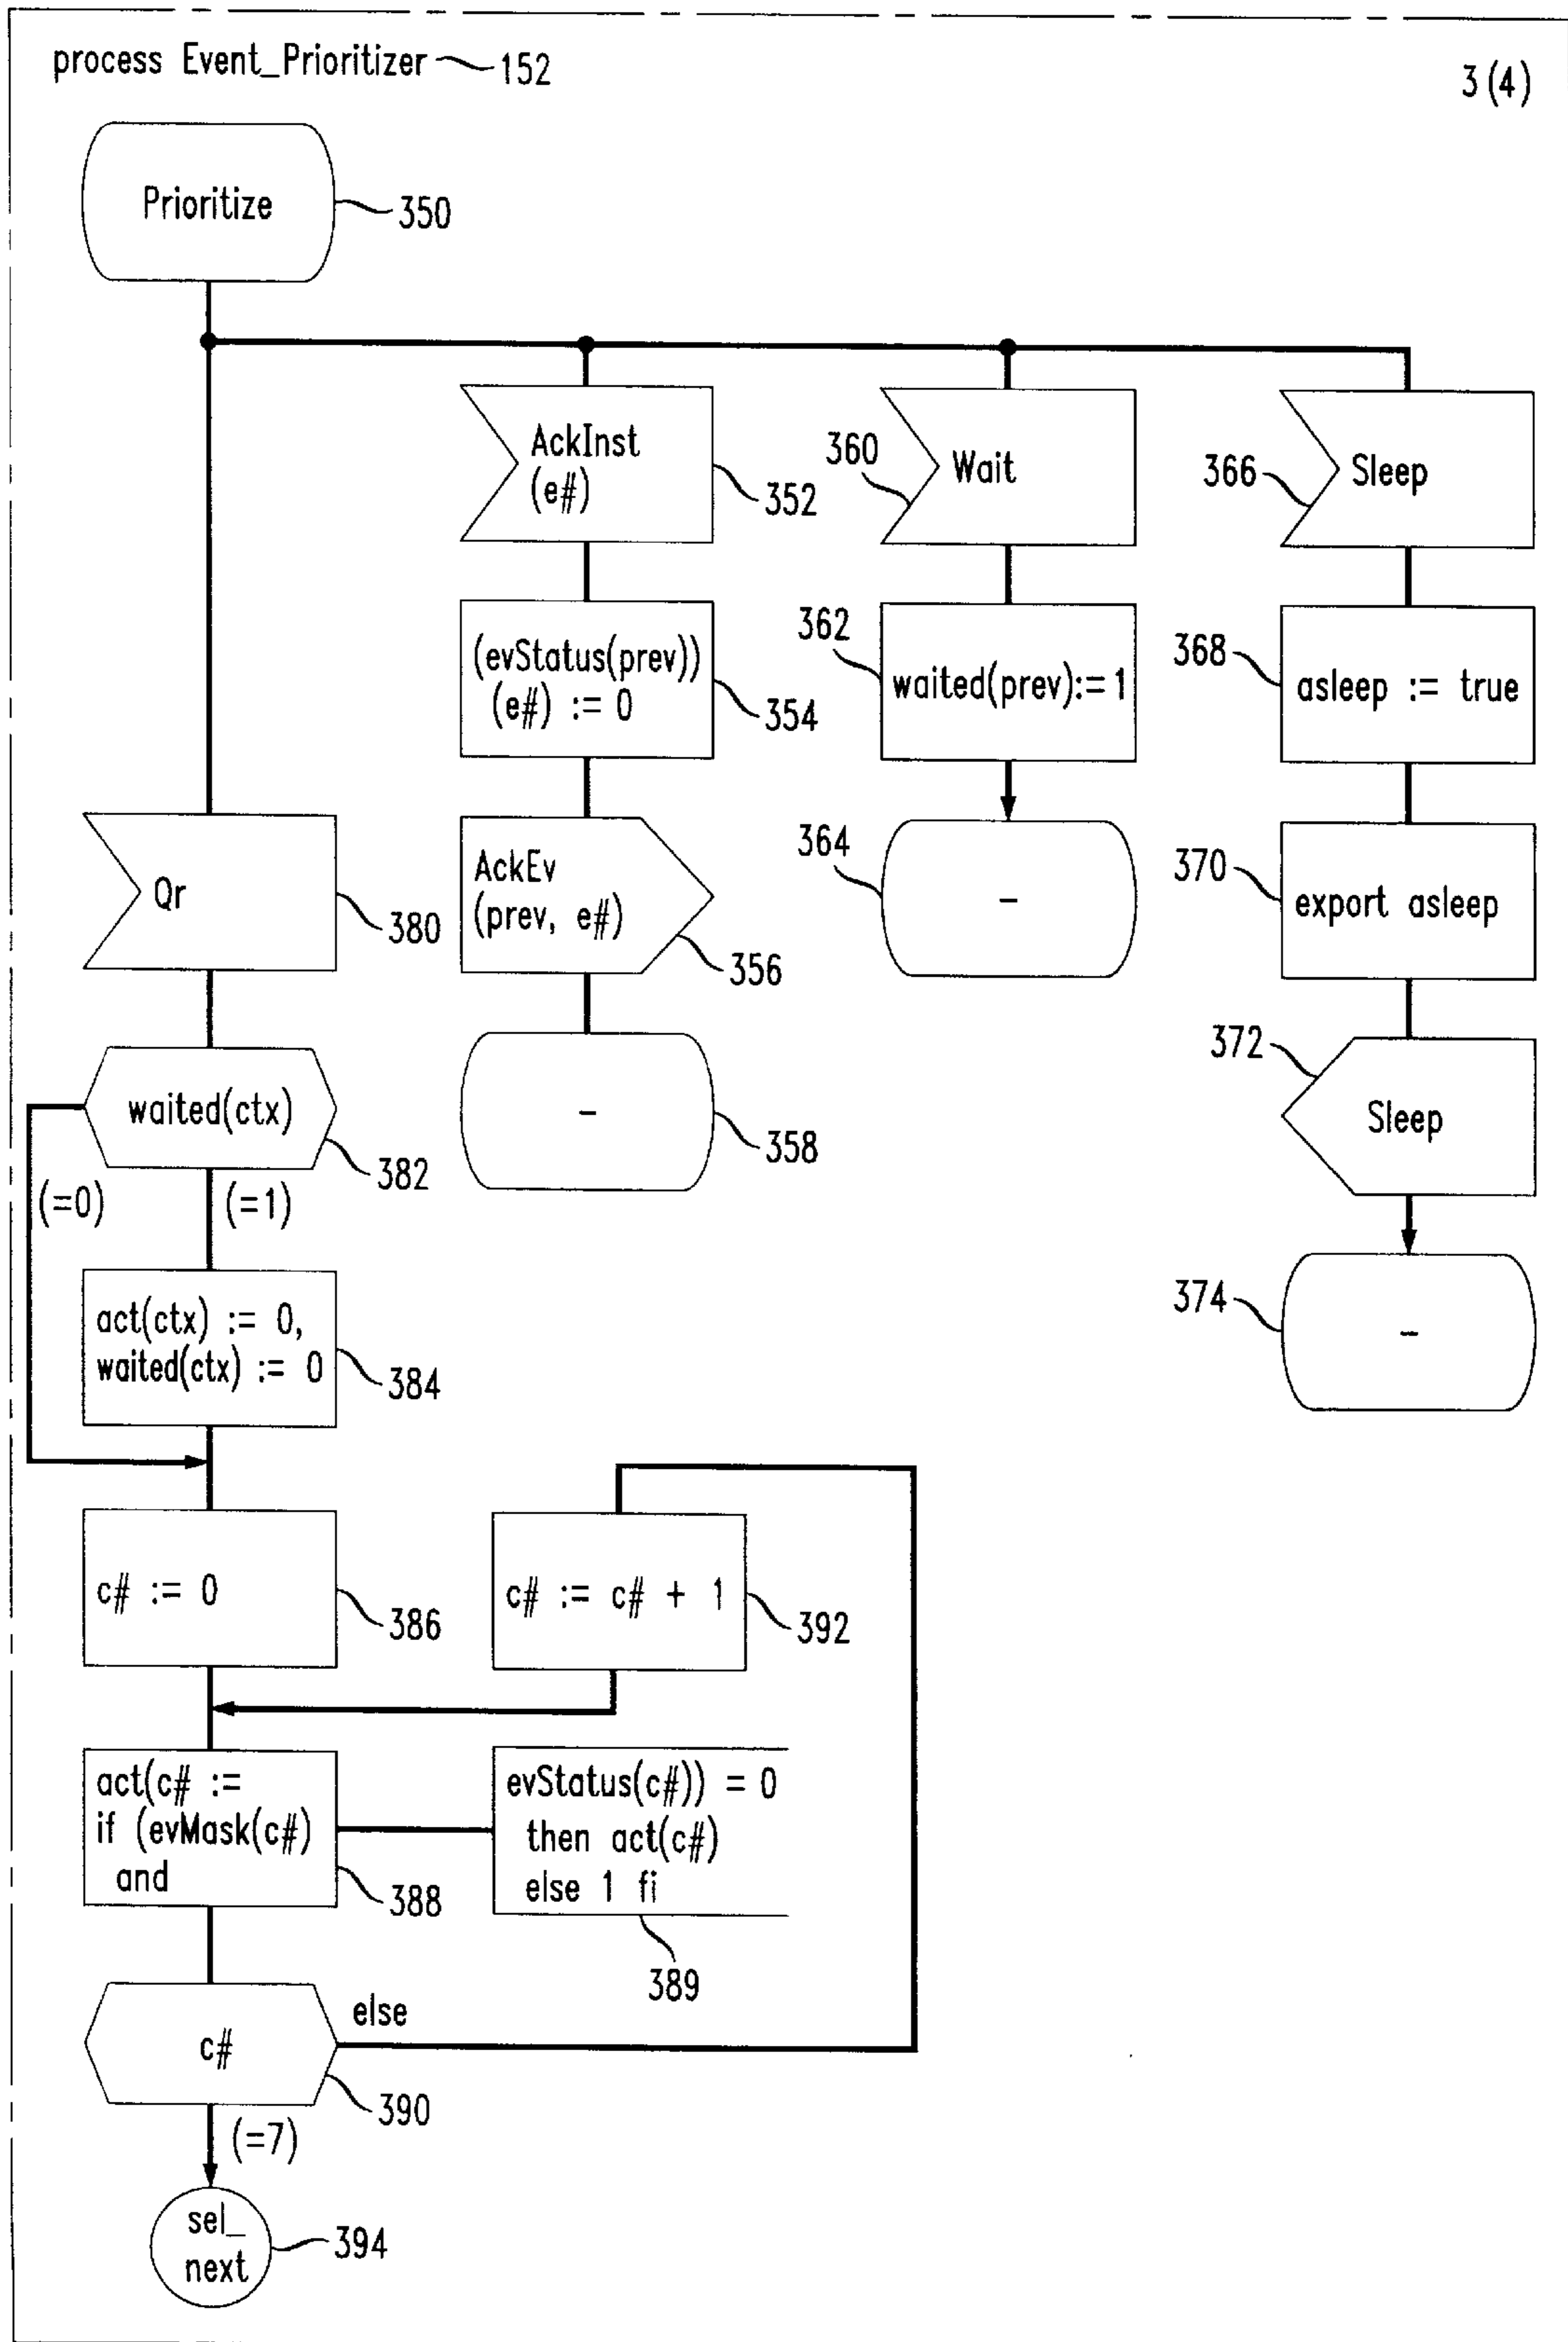 process Event_Prioritizer 152
3(4)
Prioritize
350
AckInst
(e#)
352
360
Wait
366
Sleep
(evStatus(prev))
(e#) := 0
354
362
waited(prev):=1
368
asleep := true
Qr
380
AckEv
(prev, e#)
356
364
-
370
export asleep
waited(ctx)
382
(=0)
(=1)
-
358
372
Sleep
act(ctx) := 0,
waited(ctx) := 0
384
374
-
c# := 0
386
c# := c# + 1
392
act(c# :=
if (evMask(c#)
and
388
evStatus(c#)) = 0
then act(c#)
else 1 fi
389
c#
else
390
(=7)
sel_
next
394